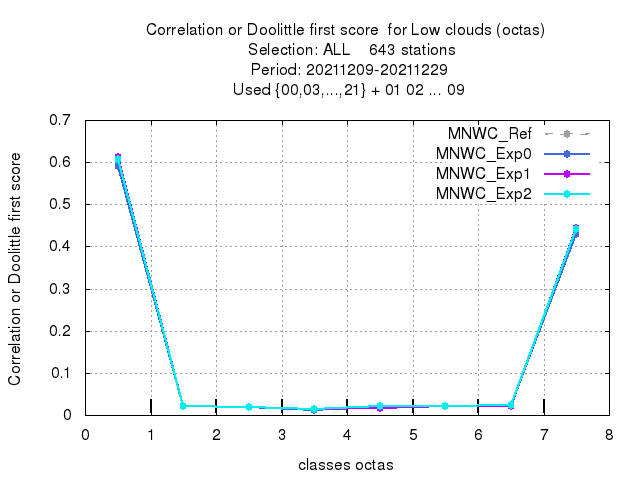 Correlation or Doolittle first score  for Low clouds (octas)
Selection: ALL    643 stations
Period: 20211209-20211229
Used {00,03,...,21} + 01 02 ... 09
Correlation or Doolittle first score
0.7
0.6
0.5
0.4
0.3
0.2
0.1
0
MNWC_Ref
MNWC_Exp0
MNWC_Exp1
MNWC_Exp2
0 1 2 3 4 5 6 7 8
classes octas